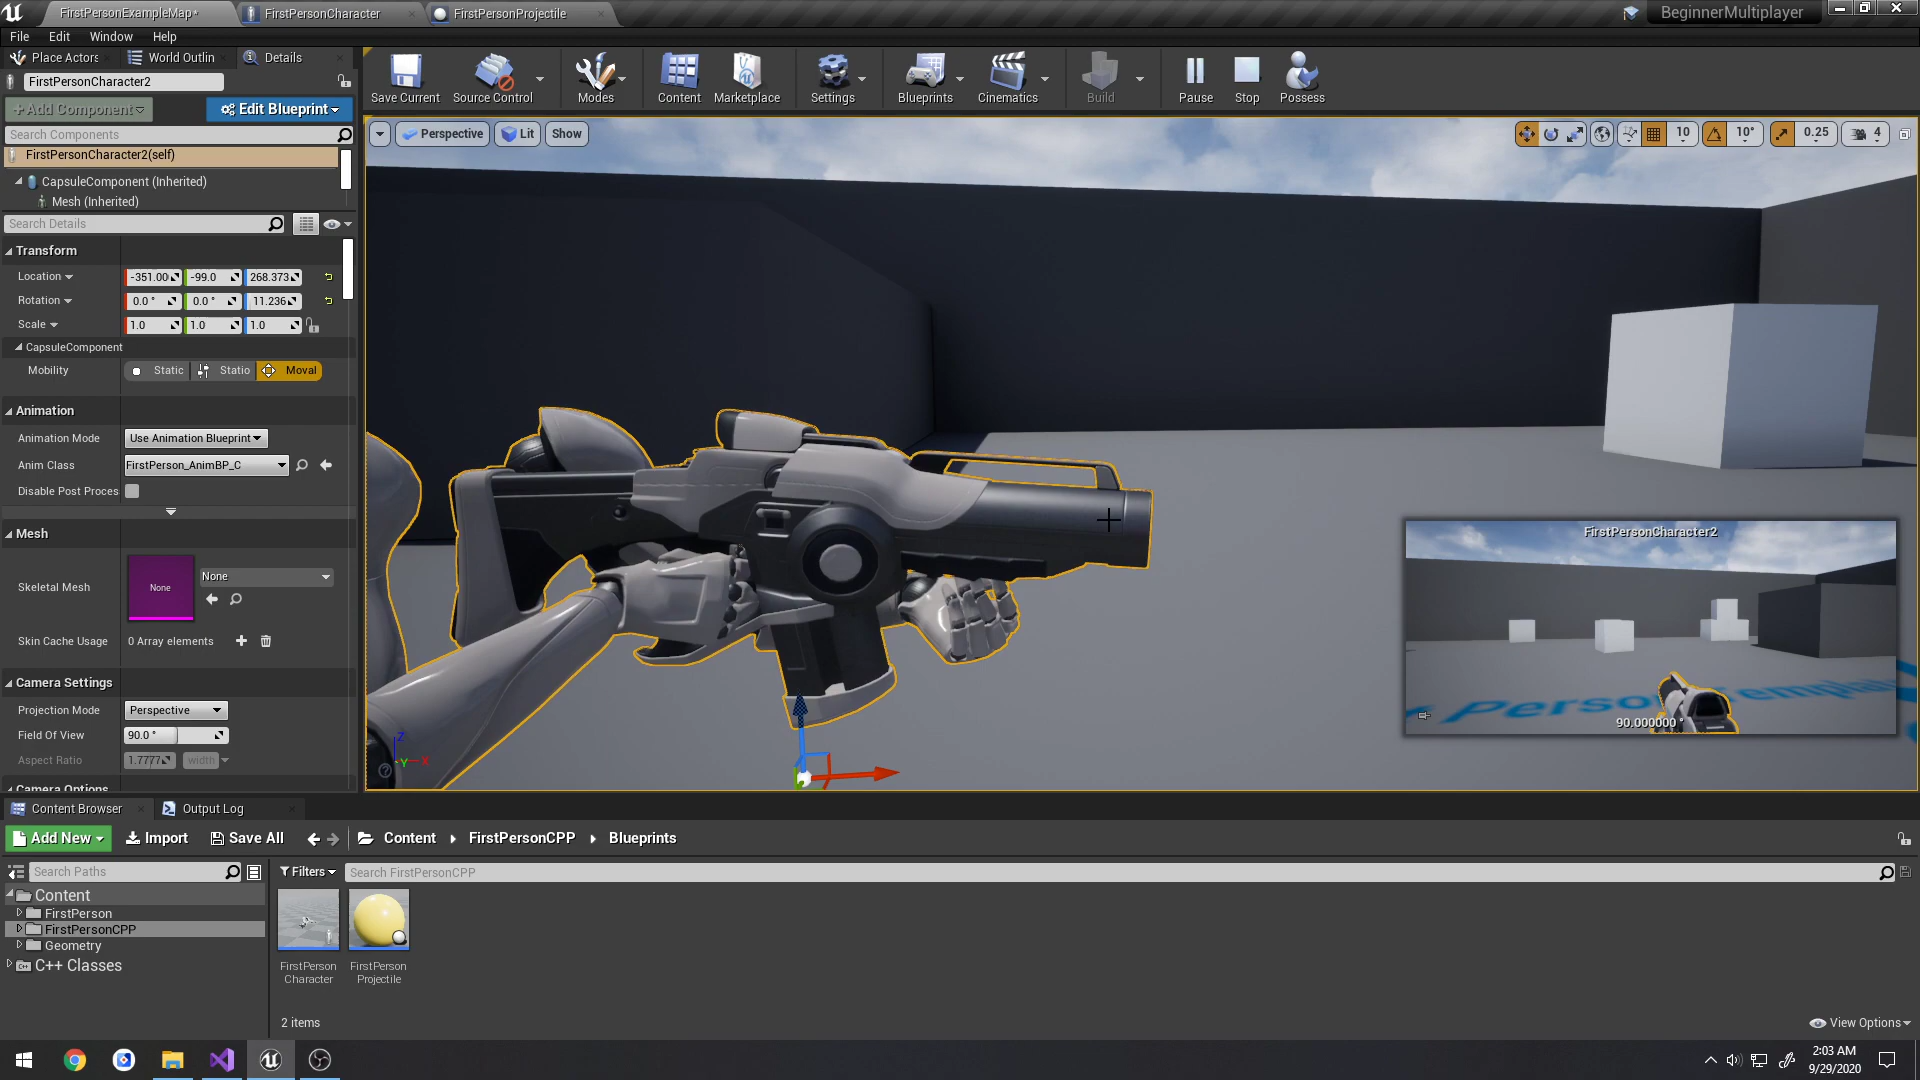 FirstPersonExampleMap*
FirstPersonCharacter
FirstPersonProjectile
BeginnerMultiplayer
File Edit Window Help
Place Actors World Outlin Details
FirstPersonCharacter2
+Add Component
Edit Blueprint
Search Components
FirstPersonCharacter2(self)
CapsuleComponent (Inherited)
Mesh (Inherited)
Search Details
Transform
Location -351.00 -99.0 268.373
Rotation 0.0 ° 0.0 ° 11.236
Scale 1.0 1.0 1.0
CapsuleComponent
Mobility Static Statio Moval
Animation
Animation Mode Use Animation Blueprint
Anim Class FirstPerson_AnimBP_C
Disable Post Proces
Mesh
Skeletal Mesh None None
Skin Cache Usage 0 Array elements
Camera Settings
Projection Mode Perspective
Field Of View 90.0 °
Aspect Ratio 1.7777 width
Camera Options
Save Current Source Control Modes Content Marketplace Settings Blueprints Cinematics Build Pause Stop Possess
Perspective Lit Show
10 10° 0.25 4
FirstPersonCharacter2
Person Template
90.000000 °
Z
Y X
Content Browser Output Log
Add New Import Save All Content FirstPersonCPP Blueprints
Search Paths
Filters Search FirstPersonCPP
Content
FirstPerson
FirstPersonCPP
Geometry
C++ Classes
FirstPerson
Character
FirstPerson
Projectile
2 items
View Options
2:03 AM
9/29/2020